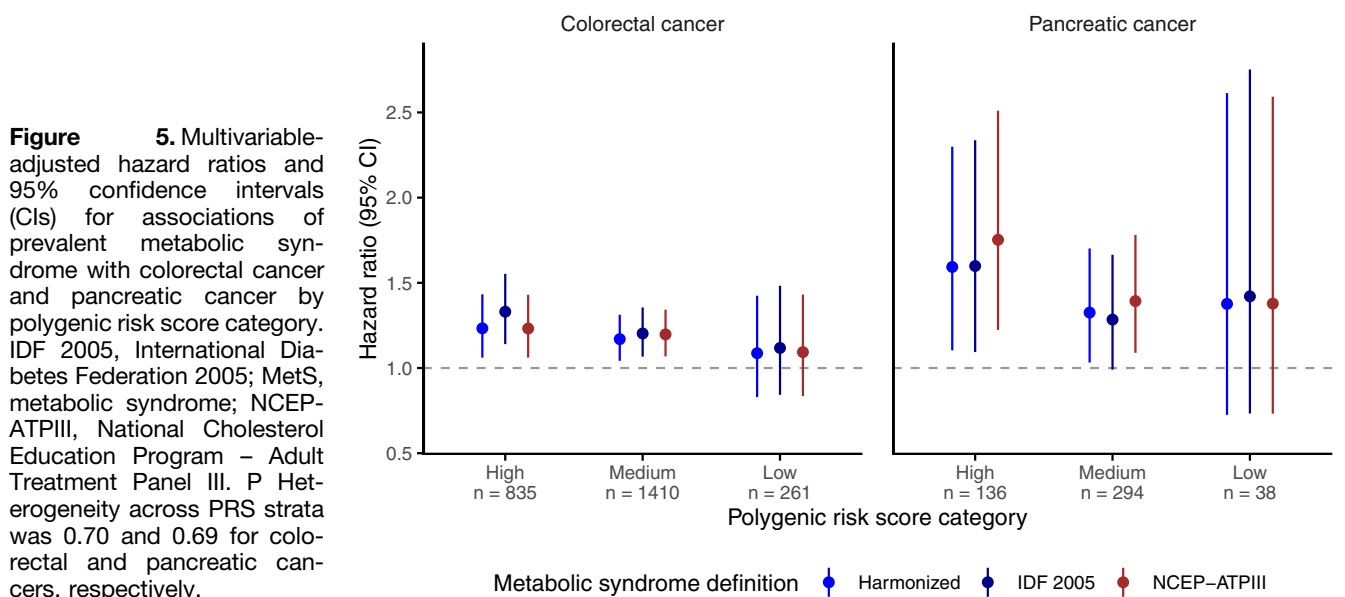 Figure 5. Multivariable-
adjusted hazard ratios and
95% confidence intervals
(CIs) for associations of
prevalent metabolic syn-
drome with colorectal cancer
and pancreatic cancer by
polygenic risk score category.
IDF 2005, International Dia-
betes Federation 2005; MetS,
metabolic syndrome; NCEP-
ATPIII, National Cholesterol
Education Program – Adult
Treatment Panel III. P Het-
erogeneity across PRS strata
was 0.70 and 0.69 for colo-
rectal and pancreatic can-
cers, respectively.
Colorectal cancer
Pancreatic cancer
Hazard ratio (95% CI)
2.5
2.0
1.5
1.0
0.5
High
n = 835
Medium
n = 1410
Low
n = 261
High
n = 136
Medium
n = 294
Low
n = 38
Polygenic risk score category
Metabolic syndrome definition Harmonized IDF 2005 NCEP−ATPIII